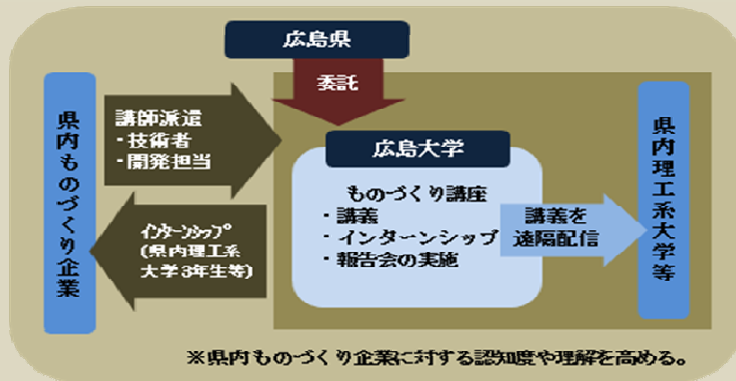 広島県
委託
県内ものづくり企業
講師派遣
・技術者
・開発担当
インターンシップ
(県内理工系
大学3年生等)
広島大学
ものづくり講座
・講義
・インターンシップ
・報告会の実施
講義を
遠隔配信
県内理工系大学等
※県内ものづくり企業に対する認知度や理解を高める。